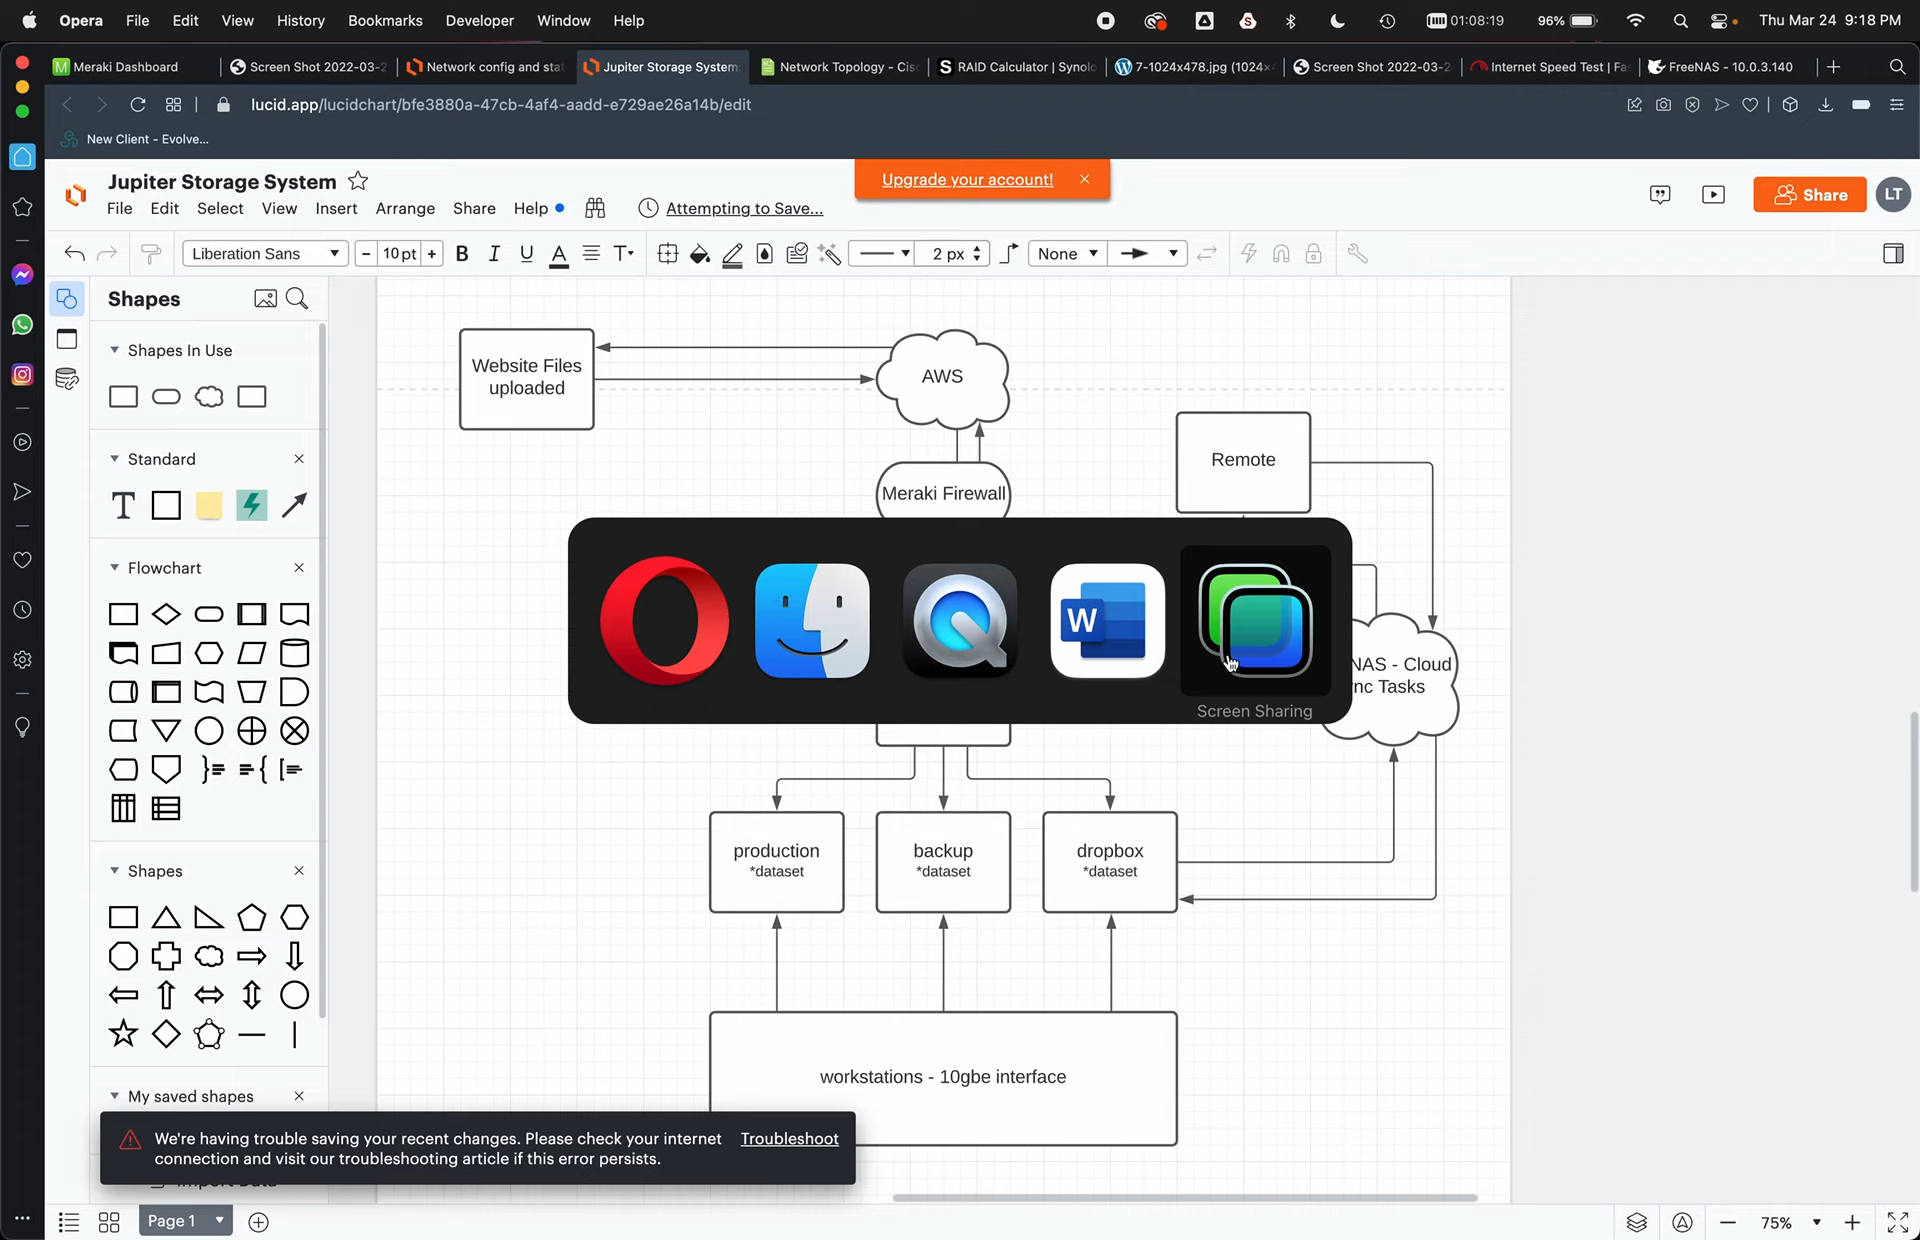 Opera File Edit View History Bookmarks Developer Window Help
01:08:19 96% Thu Mar 24 9:18 PM
Meraki Dashboard Screen Shot 2022-03-2 Network config and stat Jupiter Storage System: Network Topology - Cisc RAID Calculator | Synolo 7-1024x478.jpg (1024× Screen Shot 2022-03-2 Internet Speed Test | Fa FreeNAS - 10.0.3.140
lucid.app/lucidchart/bfe3880a-47cb-4af4-aadd-e729ae26a14b/edit
New Client - Evolve...
Upgrade your account!
Jupiter Storage System
File Edit Select View Insert Arrange Share Help
Attempting to Save...
Share
LT
Liberation Sans
- 10 pt +
B I U A T
2 px
None
Shapes
Shapes In Use
Standard
T
Flowchart
Shapes
My saved shapes
Website Files
uploaded
AWS
Remote
Meraki Firewall
W
Screen Sharing
NAS - Cloud
nc Tasks
production
*dataset
backup
*dataset
dropbox
*dataset
workstations - 10gbe interface
We're having trouble saving your recent changes. Please check your internet
connection and visit our troubleshooting article if this error persists.
Troubleshoot
Page 1
75%